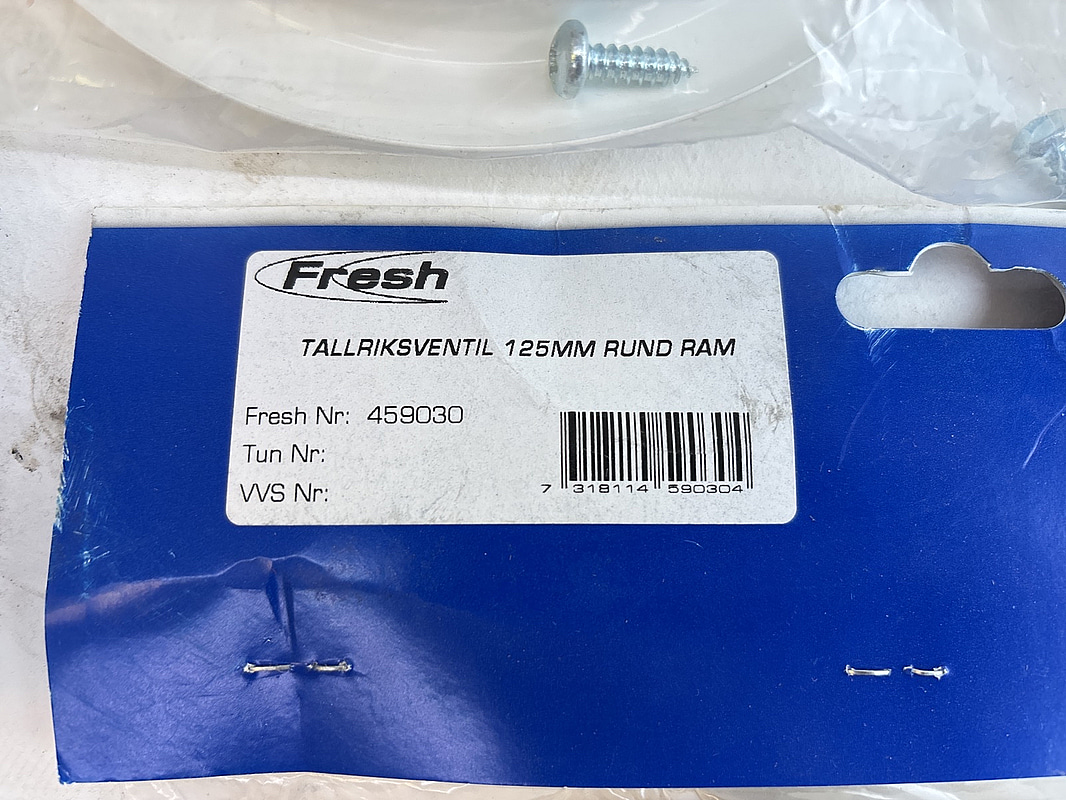 Fresh
TALLRIKSVENTIL 125MM RUND RAM
Fresh Nr: 459030
Tun Nr:
VVS Nr:
7 318114 590304